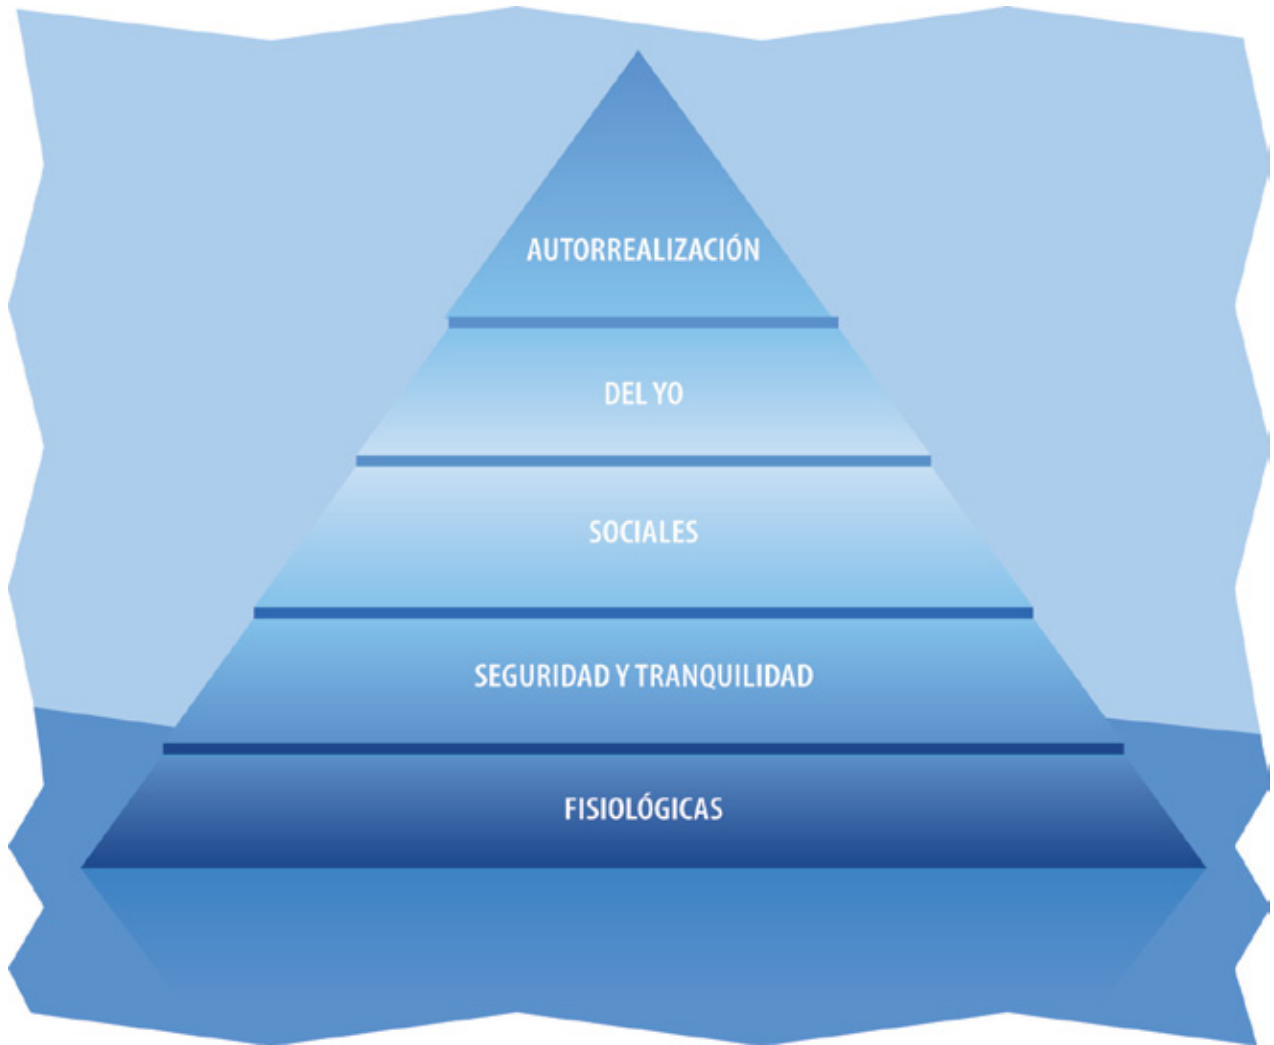 AUTORREALIZACIÓN
DEL YO
SOCIALES
SEGURIDAD Y TRANQUILIDAD
FISIOLÓGICAS